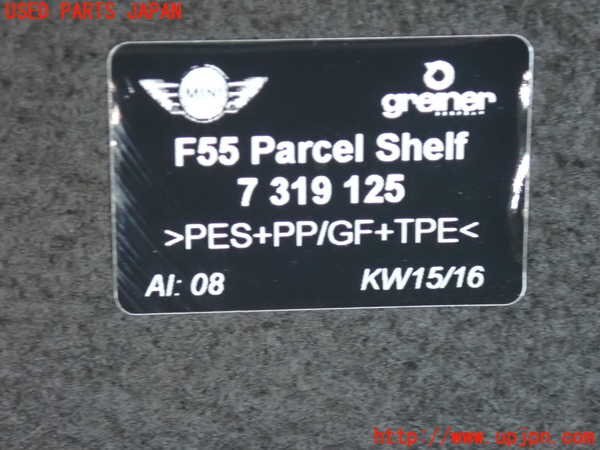 USED PARTS JAPAN
MINI
greiner
PERFOAM
F55 Parcel Shelf
7 319 125
>PES+PP/GF+TPE<
AI: 08
KW15/16
http://www.upjpn.com